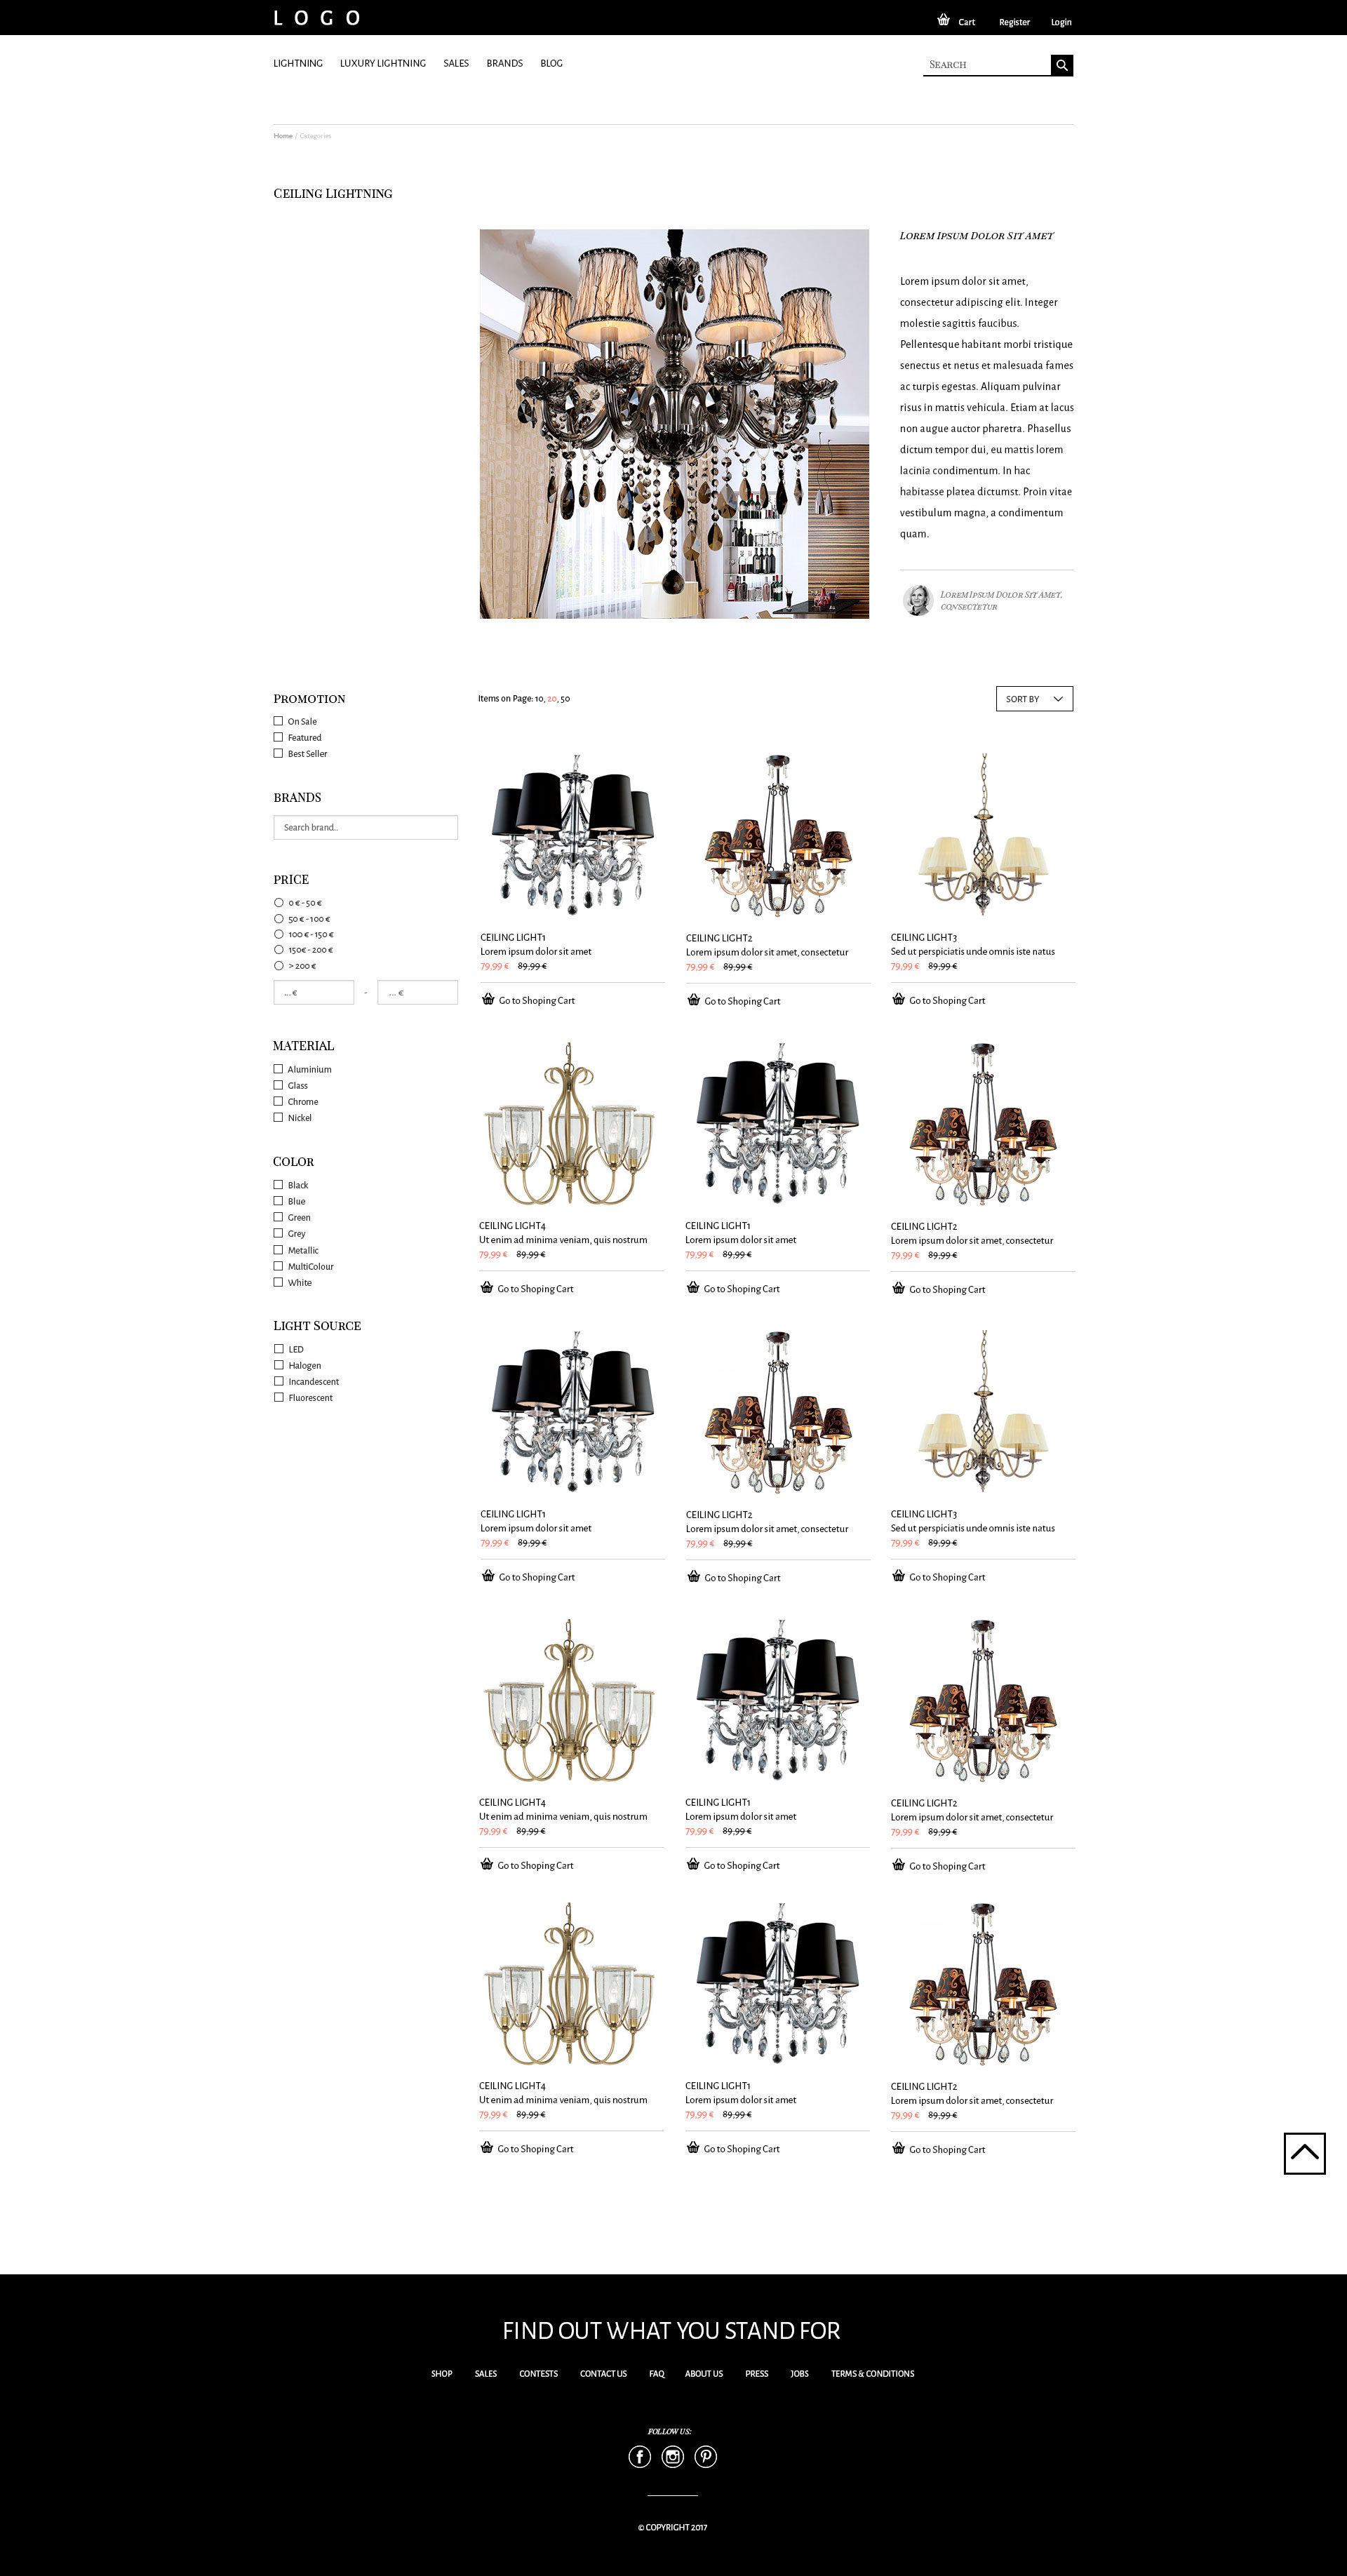 LOGO
Cart Register Login
LIGHTNING LUXURY LIGHTNING SALES BRANDS BLOG
Search
Home / Categories
Ceiling Lightning
Lorem Ipsum Dolor Sit Amet
Lorem ipsum dolor sit amet,
consectetur adipiscing elit. Integer
molestie sagittis faucibus.
Pellentesque habitant morbi tristique
senectus et netus et malesuada fames
ac turpis egestas. Aliquam pulvinar
risus in mattis vehicula. Etiam at lacus
non augue auctor pharetra. Phasellus
dictum tempor dui, eu mattis lorem
lacinia condimentum. In hac
habitasse platea dictumst. Proin vitae
vestibulum magna, a condimentum
quam.
Lorem Ipsum Dolor Sit Amet,
consectetur
Promotion
On Sale
Featured
Best Seller
BRANDS
Search brand..
PRICE
0 € - 50 €
50 € - 100 €
100 € - 150 €
150€ - 200 €
> 200 €
... € - ... €
MATERIAL
Aluminium
Glass
Chrome
Nickel
Color
Black
Blue
Green
Grey
Metallic
MultiColour
White
Light Source
LED
Halogen
Incandescent
Fluorescent
Items on Page: 10, 20, 50
SORT BY
CEILING LIGHT1
Lorem ipsum dolor sit amet
79,99 € 89,99 €
Go to Shoping Cart
CEILING LIGHT2
Lorem ipsum dolor sit amet, consectetur
79,99 € 89,99 €
Go to Shoping Cart
CEILING LIGHT3
Sed ut perspiciatis unde omnis iste natus
79,99 € 89,99 €
Go to Shoping Cart
CEILING LIGHT4
Ut enim ad minima veniam, quis nostrum
79,99 € 89,99 €
Go to Shoping Cart
CEILING LIGHT1
Lorem ipsum dolor sit amet
79,99 € 89,99 €
Go to Shoping Cart
CEILING LIGHT2
Lorem ipsum dolor sit amet, consectetur
79,99 € 89,99 €
Go to Shoping Cart
CEILING LIGHT1
Lorem ipsum dolor sit amet
79,99 € 89,99 €
Go to Shoping Cart
CEILING LIGHT2
Lorem ipsum dolor sit amet, consectetur
79,99 € 89,99 €
Go to Shoping Cart
CEILING LIGHT3
Sed ut perspiciatis unde omnis iste natus
79,99 € 89,99 €
Go to Shoping Cart
CEILING LIGHT4
Ut enim ad minima veniam, quis nostrum
79,99 € 89,99 €
Go to Shoping Cart
CEILING LIGHT1
Lorem ipsum dolor sit amet
79,99 € 89,99 €
Go to Shoping Cart
CEILING LIGHT2
Lorem ipsum dolor sit amet, consectetur
79,99 € 89,99 €
Go to Shoping Cart
CEILING LIGHT4
Ut enim ad minima veniam, quis nostrum
79,99 € 89,99 €
Go to Shoping Cart
CEILING LIGHT1
Lorem ipsum dolor sit amet
79,99 € 89,99 €
Go to Shoping Cart
CEILING LIGHT2
Lorem ipsum dolor sit amet, consectetur
79,99 € 89,99 €
Go to Shoping Cart
FIND OUT WHAT YOU STAND FOR
SHOP SALES CONTESTS CONTACT US FAQ ABOUT US PRESS JOBS TERMS & CONDITIONS
FOLLOW US:
© COPYRIGHT 2017